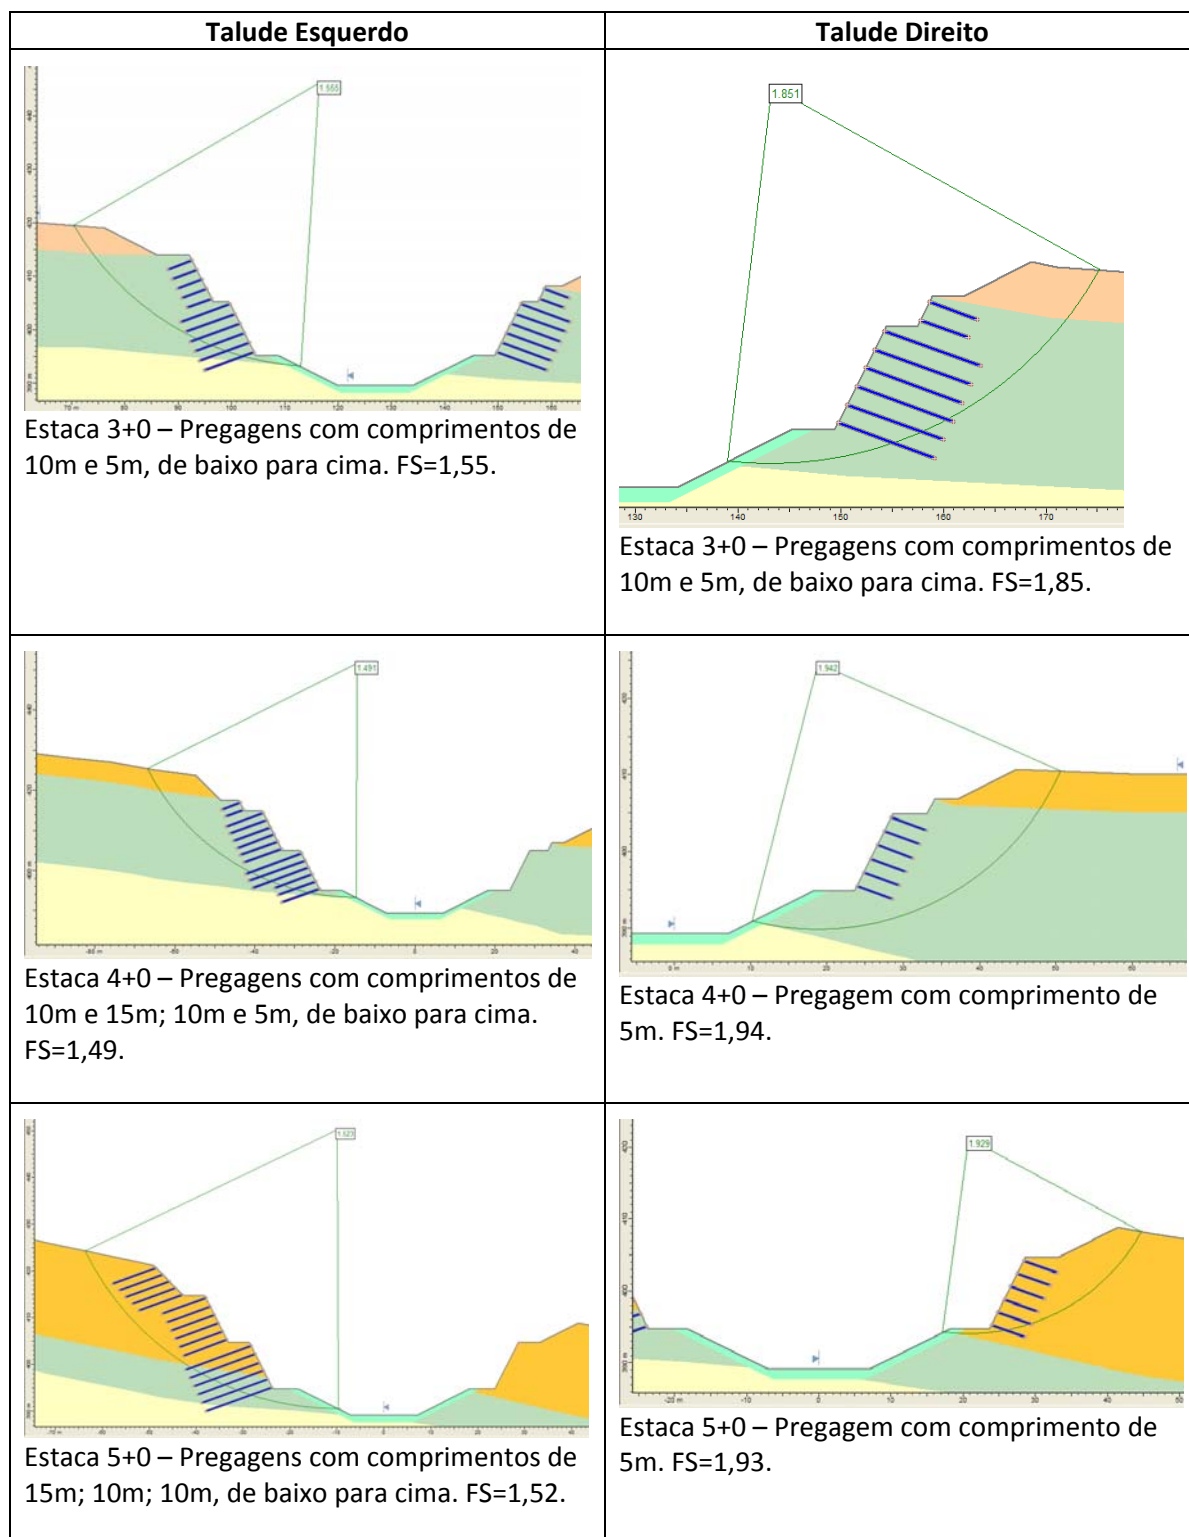 Talude Esquerdo
Talude Direito
1.555
Estaca 3+0 – Pregagens com comprimentos de
10m e 5m, de baixo para cima. FS=1,55.
1.851
130 140 150 160 170
Estaca 3+0 – Pregagens com comprimentos de
10m e 5m, de baixo para cima. FS=1,85.
1.491
Estaca 4+0 – Pregagens com comprimentos de
10m e 15m; 10m e 5m, de baixo para cima.
FS=1,49.
1.942
Estaca 4+0 – Pregagem com comprimento de
5m. FS=1,94.
1.523
Estaca 5+0 – Pregagens com comprimentos de
15m; 10m; 10m, de baixo para cima. FS=1,52.
1.929
Estaca 5+0 – Pregagem com comprimento de
5m. FS=1,93.